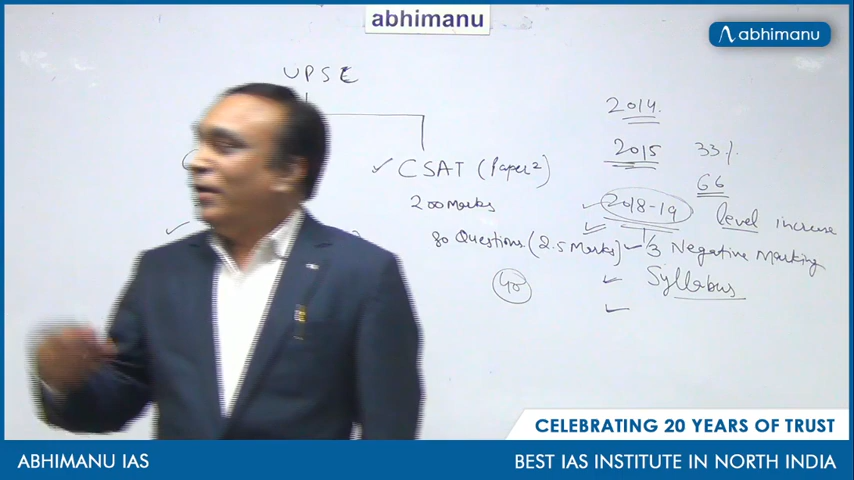 abhimanu
abhimanu
UPSC
2014.
2015 33%
66
CSAT (Paper 2)
200 Marks
2018-19 level increase
80 Questions (2.5 Marks) 1/3 Negative Marking
Syllabus
CELEBRATING 20 YEARS OF TRUST
ABHIMANU IAS
BEST IAS INSTITUTE IN NORTH INDIA